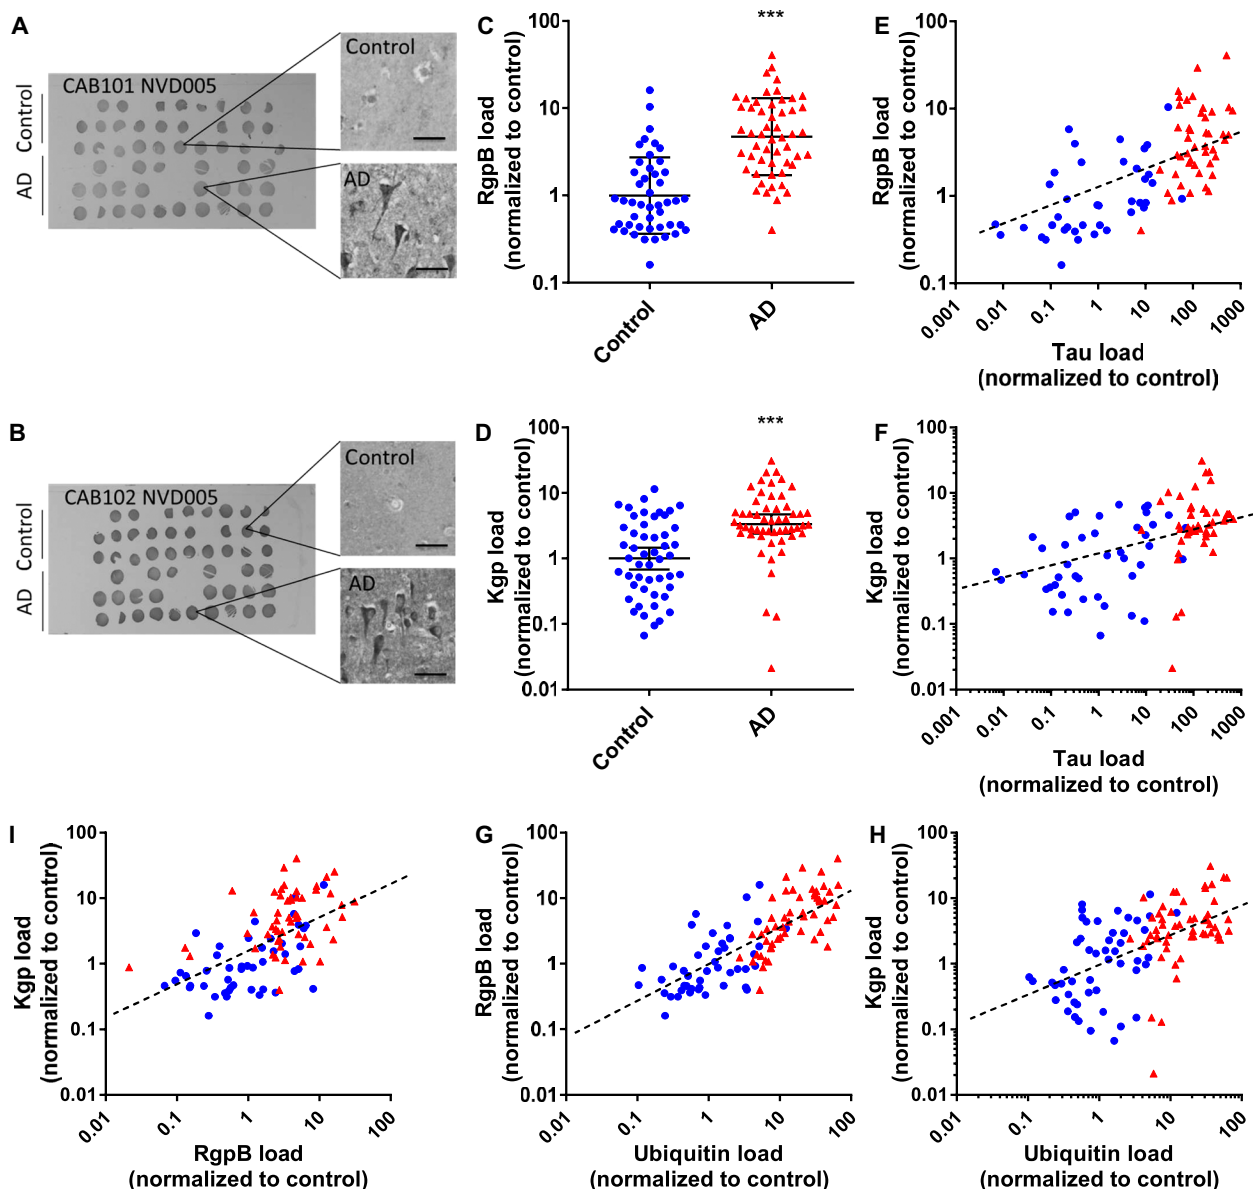 A
CAB101 NVD005
Control
AD
Control
AD
C
***
RgpB load
(normalized to control)
100
10
1
0.1
Control
AD
E
RgpB load
(normalized to control)
100
10
1
0.1
0.001
0.01
0.1
1
10
100
1000
Tau load
(normalized to control)
B
CAB102 NVD005
Control
AD
Control
AD
D
***
Kgp load
(normalized to control)
100
10
1
0.1
0.01
Control
AD
F
Kgp load
(normalized to control)
100
10
1
0.1
0.01
0.001
0.01
0.1
1
10
100
1000
Tau load
(normalized to control)
I
Kgp load
(normalized to control)
100
10
1
0.1
0.01
0.01
0.1
1
10
100
RgpB load
(normalized to control)
G
RgpB load
(normalized to control)
100
10
1
0.1
0.01
0.01
0.1
1
10
100
Ubiquitin load
(normalized to control)
H
Kgp load
(normalized to control)
100
10
1
0.1
0.01
0.01
0.1
1
10
100
Ubiquitin load
(normalized to control)